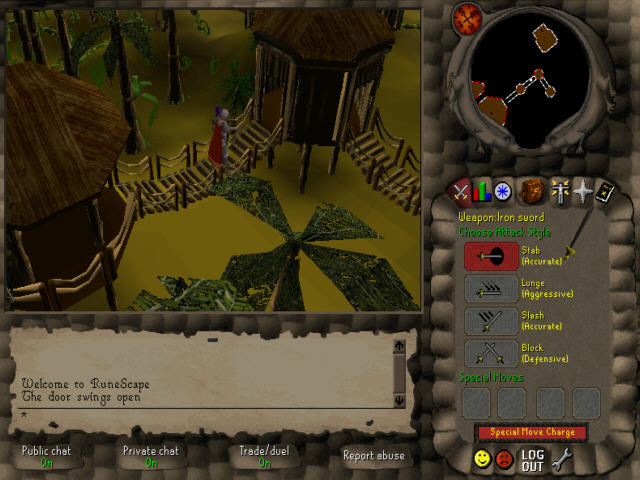 Weapon:Iron sword
Choose Attack Style
Stab
(Accurate)
Lunge
(Aggressive)
Slash
(Accurate)
Block
(Defensive)
Special Moves
Special Move Charge
Welcome to RuneScape
The door swings open
*
Public chat
On
Private chat
On
Trade/duel
On
Report abuse
LOG
OUT